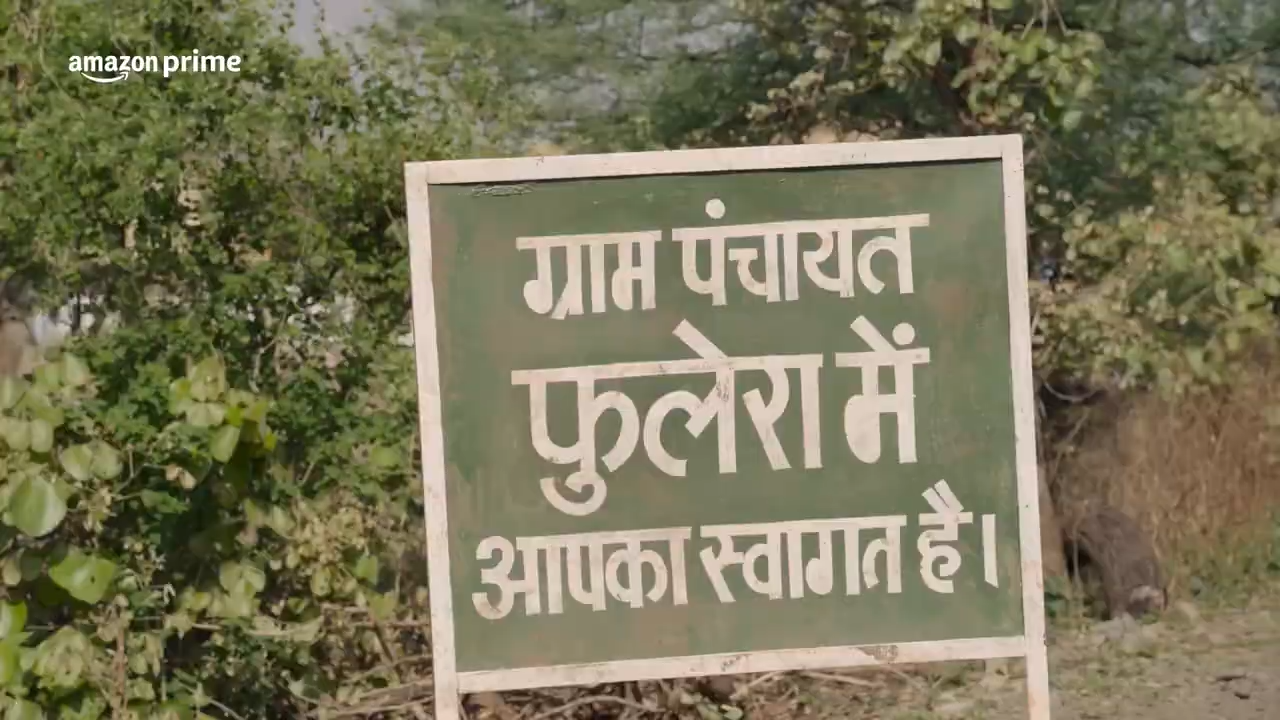 amazon prime
ग्राम पंचायत
फुलेरा में
आपका स्वागत है।